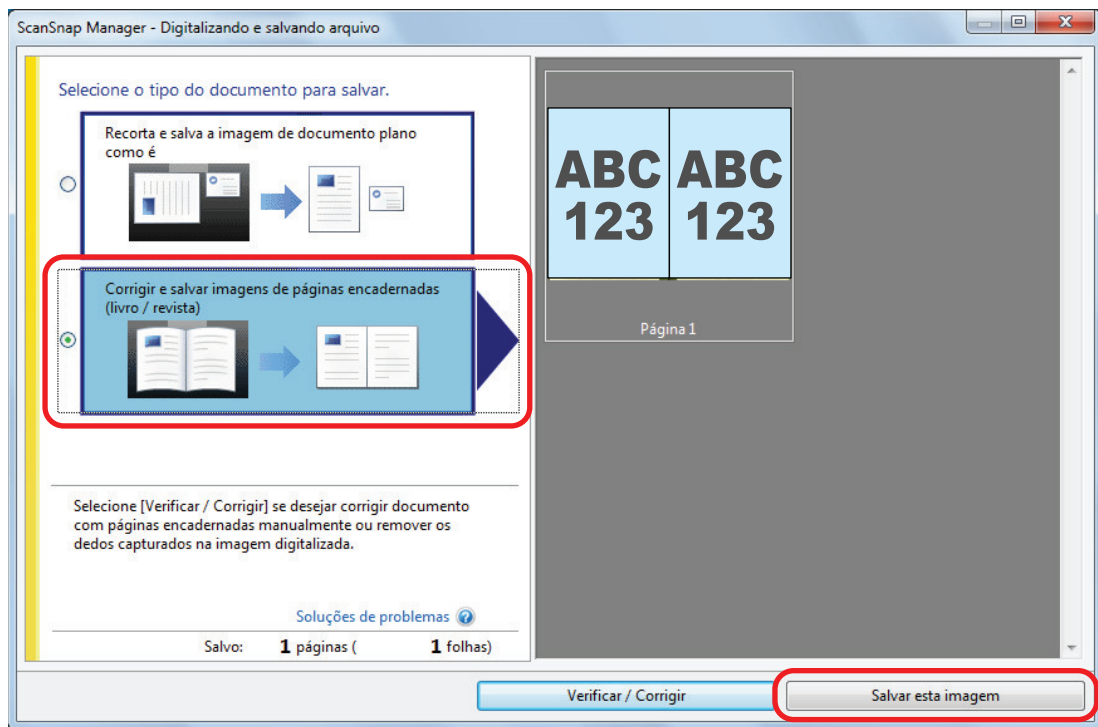 ScanSnap Manager - Digitalizando e salvando arquivo
Selecione o tipo do documento para salvar.
Recorta e salva a imagem de documento plano
como é
Corrigir e salvar imagens de páginas encadernadas
(livro / revista)
Selecione [Verificar / Corrigir] se desejar corrigir documento
com páginas encadernadas manualmente ou remover os
dedos capturados na imagem digitalizada.
Soluções de problemas
Salvo: 1 páginas ( 1 folhas)
ABC ABC
123 123
Página 1
Verificar / Corrigir
Salvar esta imagem